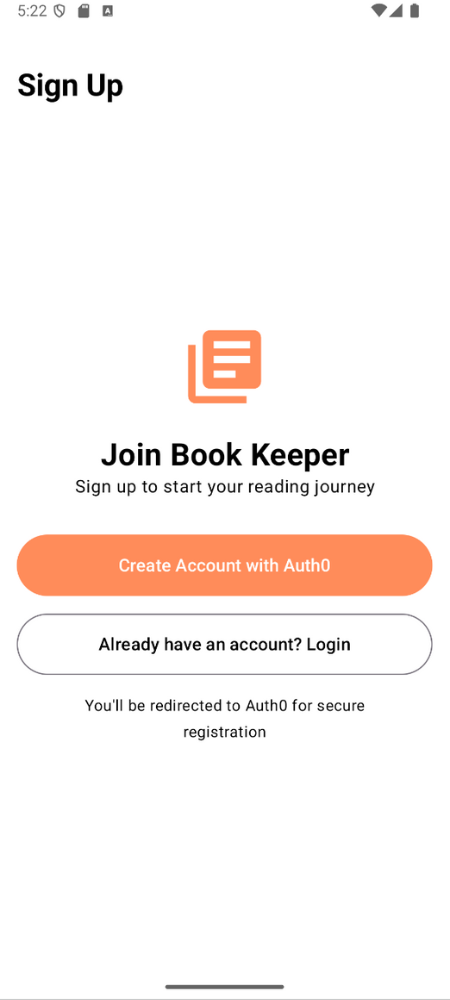 5:22
Sign Up
Join Book Keeper
Sign up to start your reading journey
Create Account with Auth0
Already have an account? Login
You'll be redirected to Auth0 for secure
registration